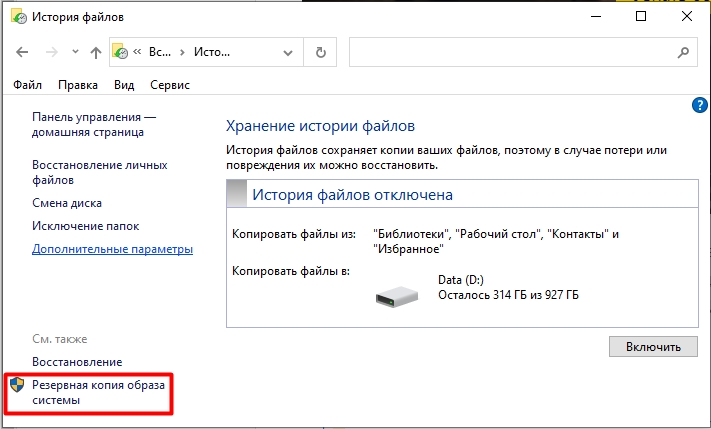 История файлов
Вс... Исто...
Файл Правка Вид Сервис
Панель управления —
домашняя страница
Восстановление личных
файлов
Смена диска
Исключение папок
Дополнительные параметры
См. также
Восстановление
Резервная копия образа
системы
?
Хранение истории файлов
История файлов сохраняет копии ваших файлов, поэтому в случае потери или
повреждения их можно восстановить.
История файлов отключена
Копировать файлы из: "Библиотеки", "Рабочий стол", "Контакты" и
"Избранное"
Копировать файлы в:
Data (D:)
Осталось 314 ГБ из 927 ГБ
Включить